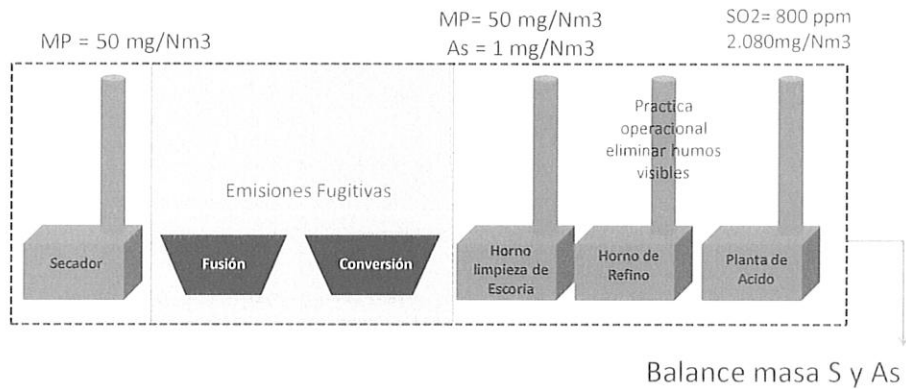 MP = 50 mg/Nm3
MP= 50 mg/Nm3
As = 1 mg/Nm3
SO2= 800 ppm
2.080mg/Nm3
Practica
operacional
eliminar humos
visibles
Emisiones Fugitivas
Secador
Fusión
Conversión
Horno
limpieza de
Escoria
Horno de
Refino
Planta de
Acido
Balance masa S y As